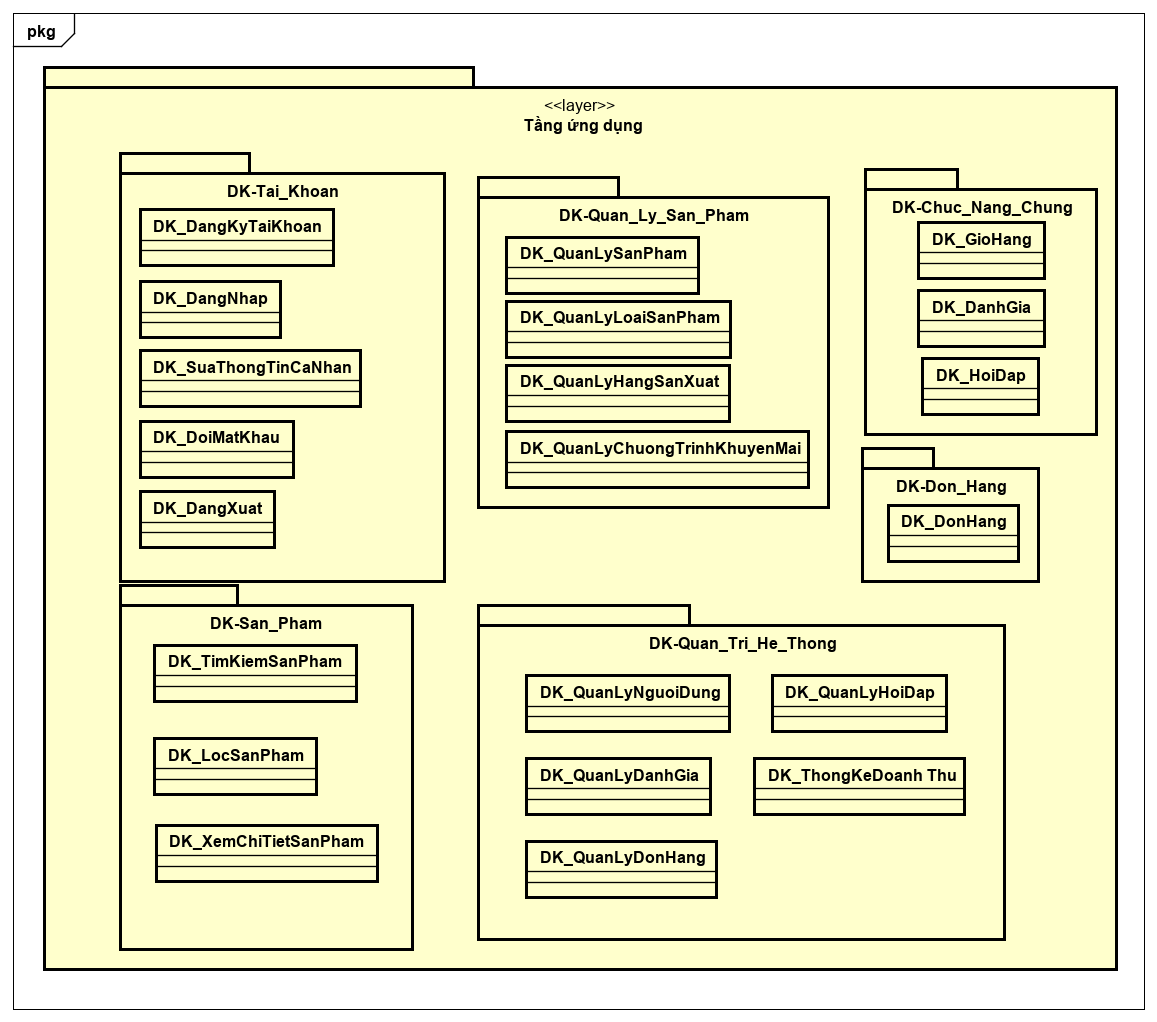 pkg
<<layer>>
Tầng ứng dụng
DK-Tai_Khoan
DK_DangKyTaiKhoan
DK_DangNhap
DK_SuaThongTinCaNhan
DK_DoiMatKhau
DK_DangXuat
DK-Quan_Ly_San_Pham
DK_QuanLySanPham
DK_QuanLyLoaiSanPham
DK_QuanLyHangSanXuat
DK_QuanLyChuongTrinhKhuyenMai
DK-Chuc_Nang_Chung
DK_GioHang
DK_DanhGia
DK_HoiDap
DK-Don_Hang
DK_DonHang
DK-San_Pham
DK_TimKiemSanPham
DK_LocSanPham
DK_XemChiTietSanPham
DK-Quan_Tri_He_Thong
DK_QuanLyNguoiDung
DK_QuanLyHoiDap
DK_QuanLyDanhGia
DK_ThongKeDoanh Thu
DK_QuanLyDonHang